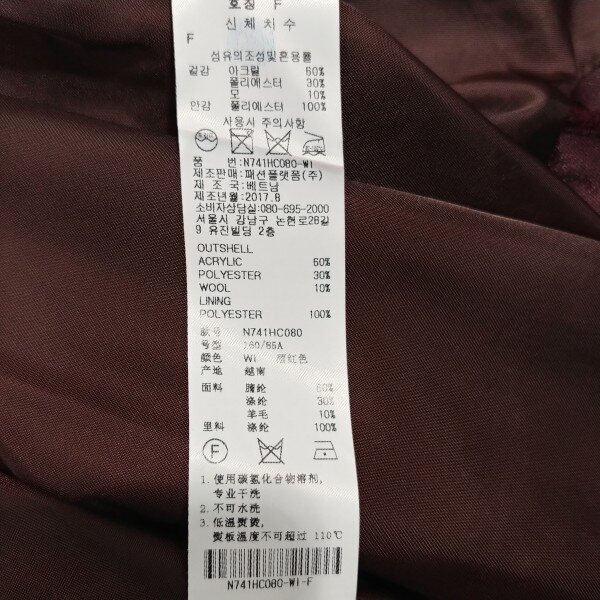 호칭 F
신체치수
F
섬유의조성및혼용률
겉감 아크릴 60%
폴리에스터 30%
모 10%
안감 폴리에스터 100%
사용시 주의사항
품 번:N741HC080-WI
제조판매:패션플랫폼(주)
제 조 국:베트남
제조년월:2017.8
소비자상담실:080-695-2000
서울시 강남구 논현로28길
9 유진빌딩 2층
OUTSHELL
ACRYLIC 60%
POLYESTER 30%
WOOL 10%
LINING
POLYESTER 100%
款号 N741HC080
号型 160/85A
颜色 WI 酒红色
产地 越南
面料 腈纶 60%
涤纶 30%
羊毛 10%
里料 涤纶 100%
F
1. 使用碳氢化合物溶剂,
专业干洗
2. 不可水洗
3. 低温熨烫,
熨板温度不可超过 110℃
N741HC080-WI-F